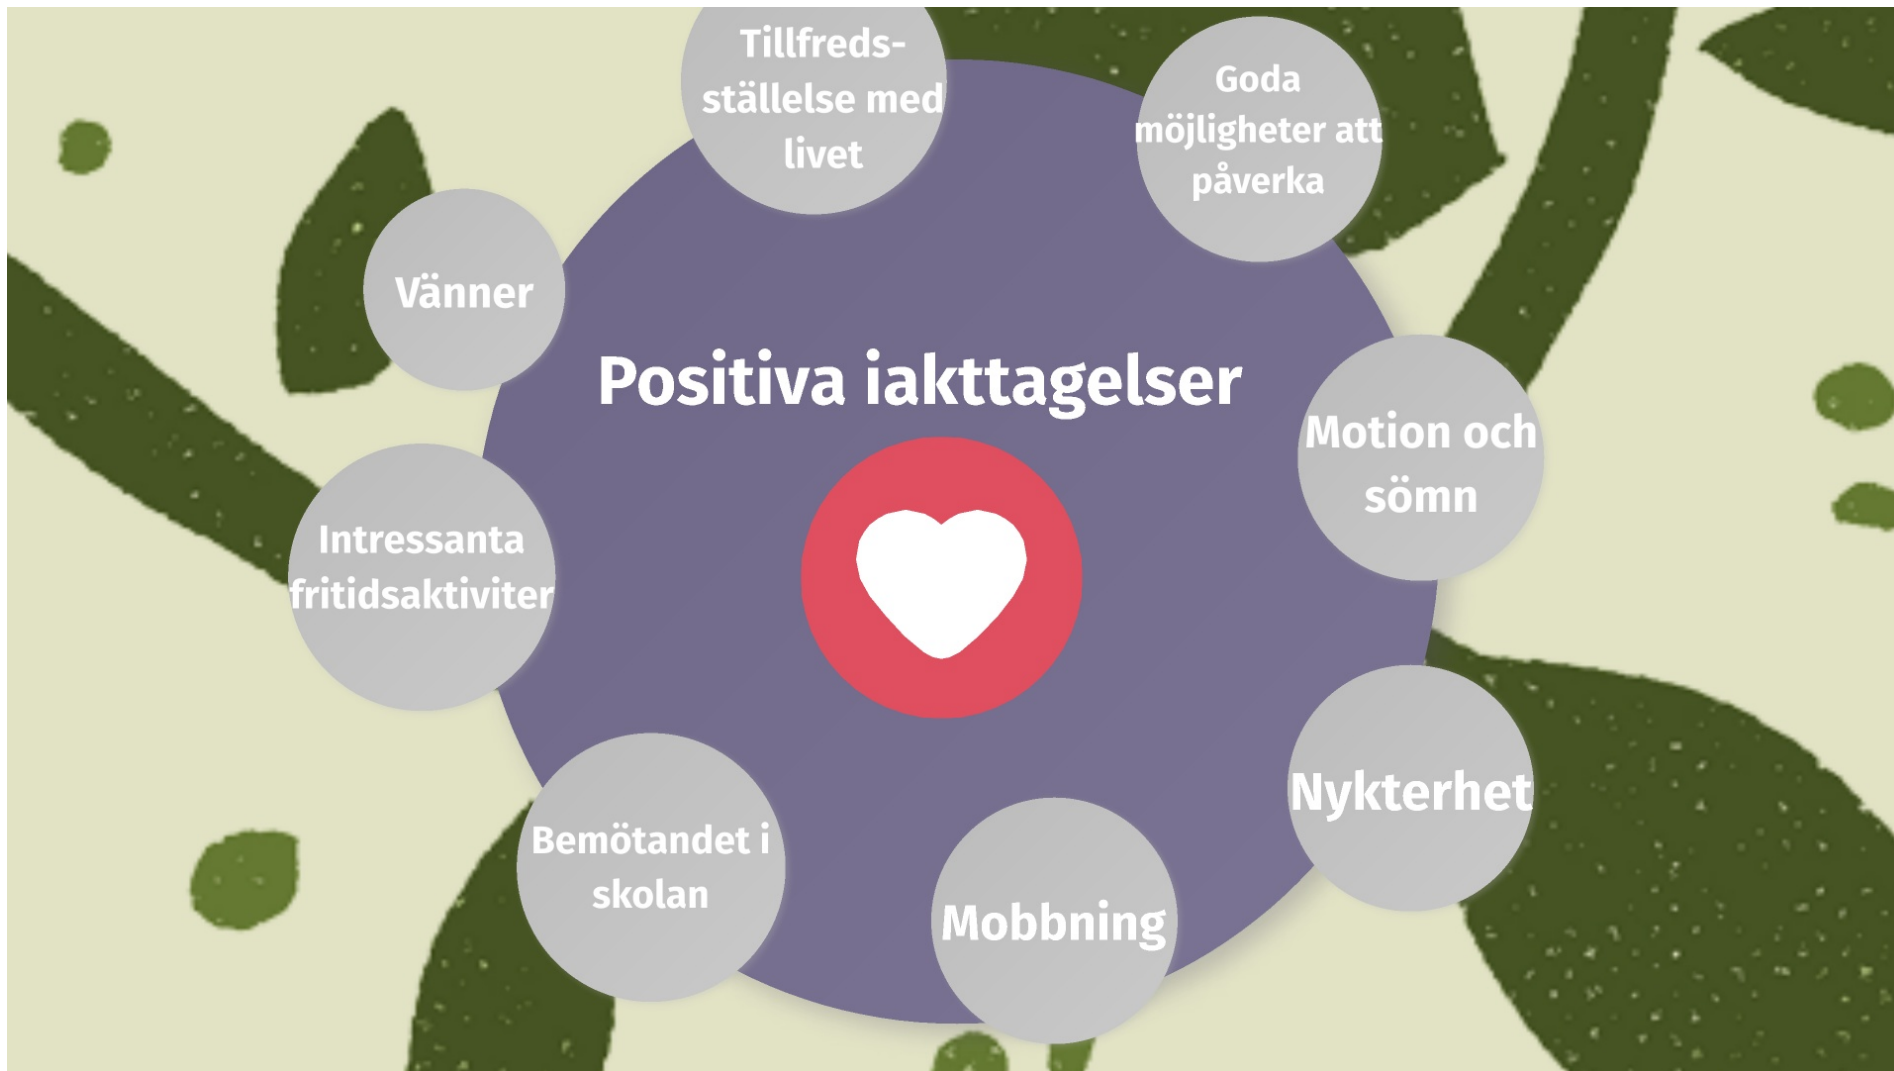 Tillfreds-
ställelse med
livet
Goda
möjligheter att
påverka
Vänner
Positiva iakttagelser
Motion och
sömn
Intressanta
fritidsaktiviter
Nykterhet
Bemötandet i
skolan
Mobbning